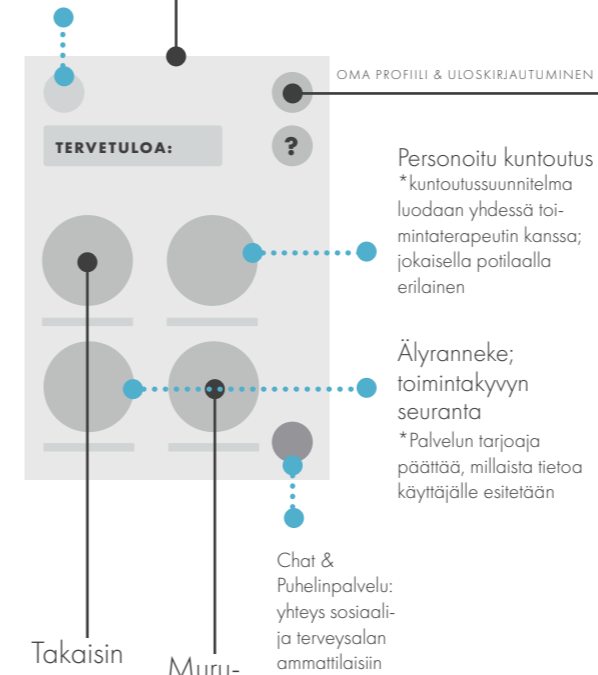 OMA PROFIILI & ULOSKIRJAUTUMINEN
TERVETULOA:
?
Personoitu kuntoutus
*kuntoutussuunnitelma
luodaan yhdessä toi-
mintaterapeutin kanssa;
jokaisella potilaalla
erilainen
Älyranneke;
toimintakyvyn
seuranta
*Palvelun tarjoaja
päättää, millaista tietoa
käyttäjälle esitetään
Chat &
Puhelinpalvelu:
yhteys sosiaali-
ja terveysalan
ammattilaisiin
Takaisin
Muru-